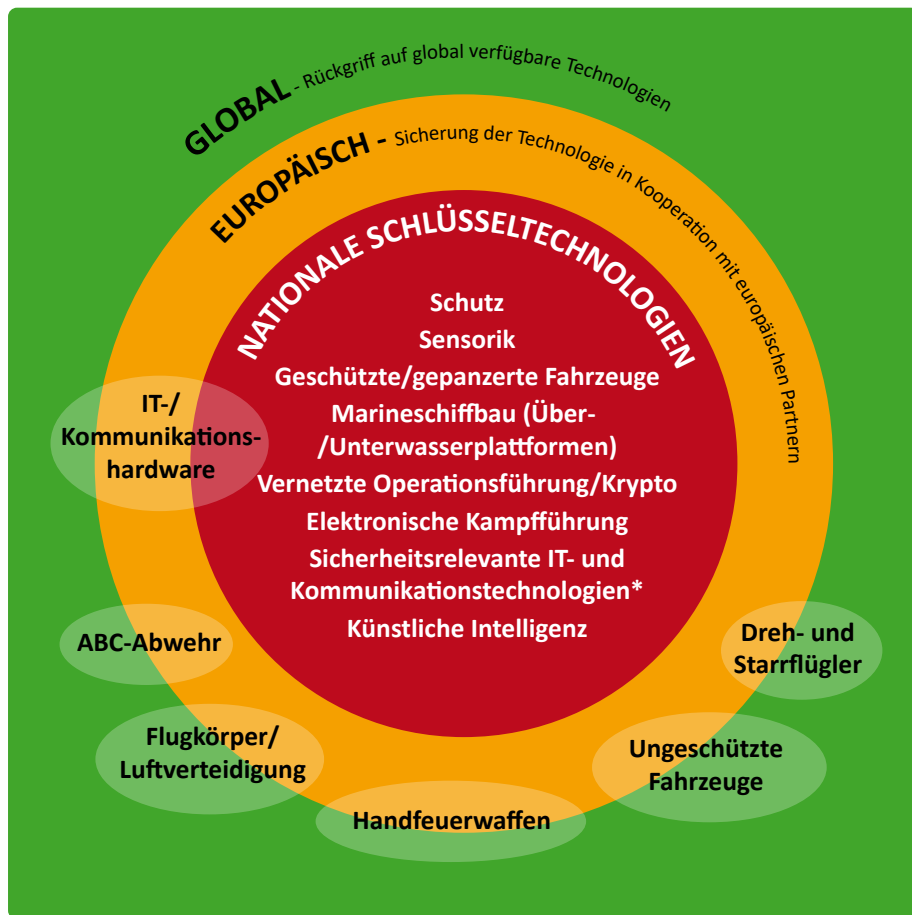 GLOBAL - Rückgriff auf global verfügbare Technologien
EUROPÄISCH - Sicherung der Technologie in Kooperation mit europäischen Partnern
NATIONALE SCHLÜSSELTECHNOLOGIEN
Schutz
Sensorik
Geschützte/gepanzerte Fahrzeuge
Marineschiffbau (Über-
/Unterwasserplattformen)
Vernetzte Operationsführung/Krypto
Elektronische Kampfführung
Sicherheitsrelevante IT- und
Kommunikationstechnologien*
Künstliche Intelligenz
IT-/
Kommunikations-
hardware
ABC-Abwehr
Flugkörper/
Luftverteidigung
Handfeuerwaffen
Ungeschützte
Fahrzeuge
Dreh- und
Starrflügler